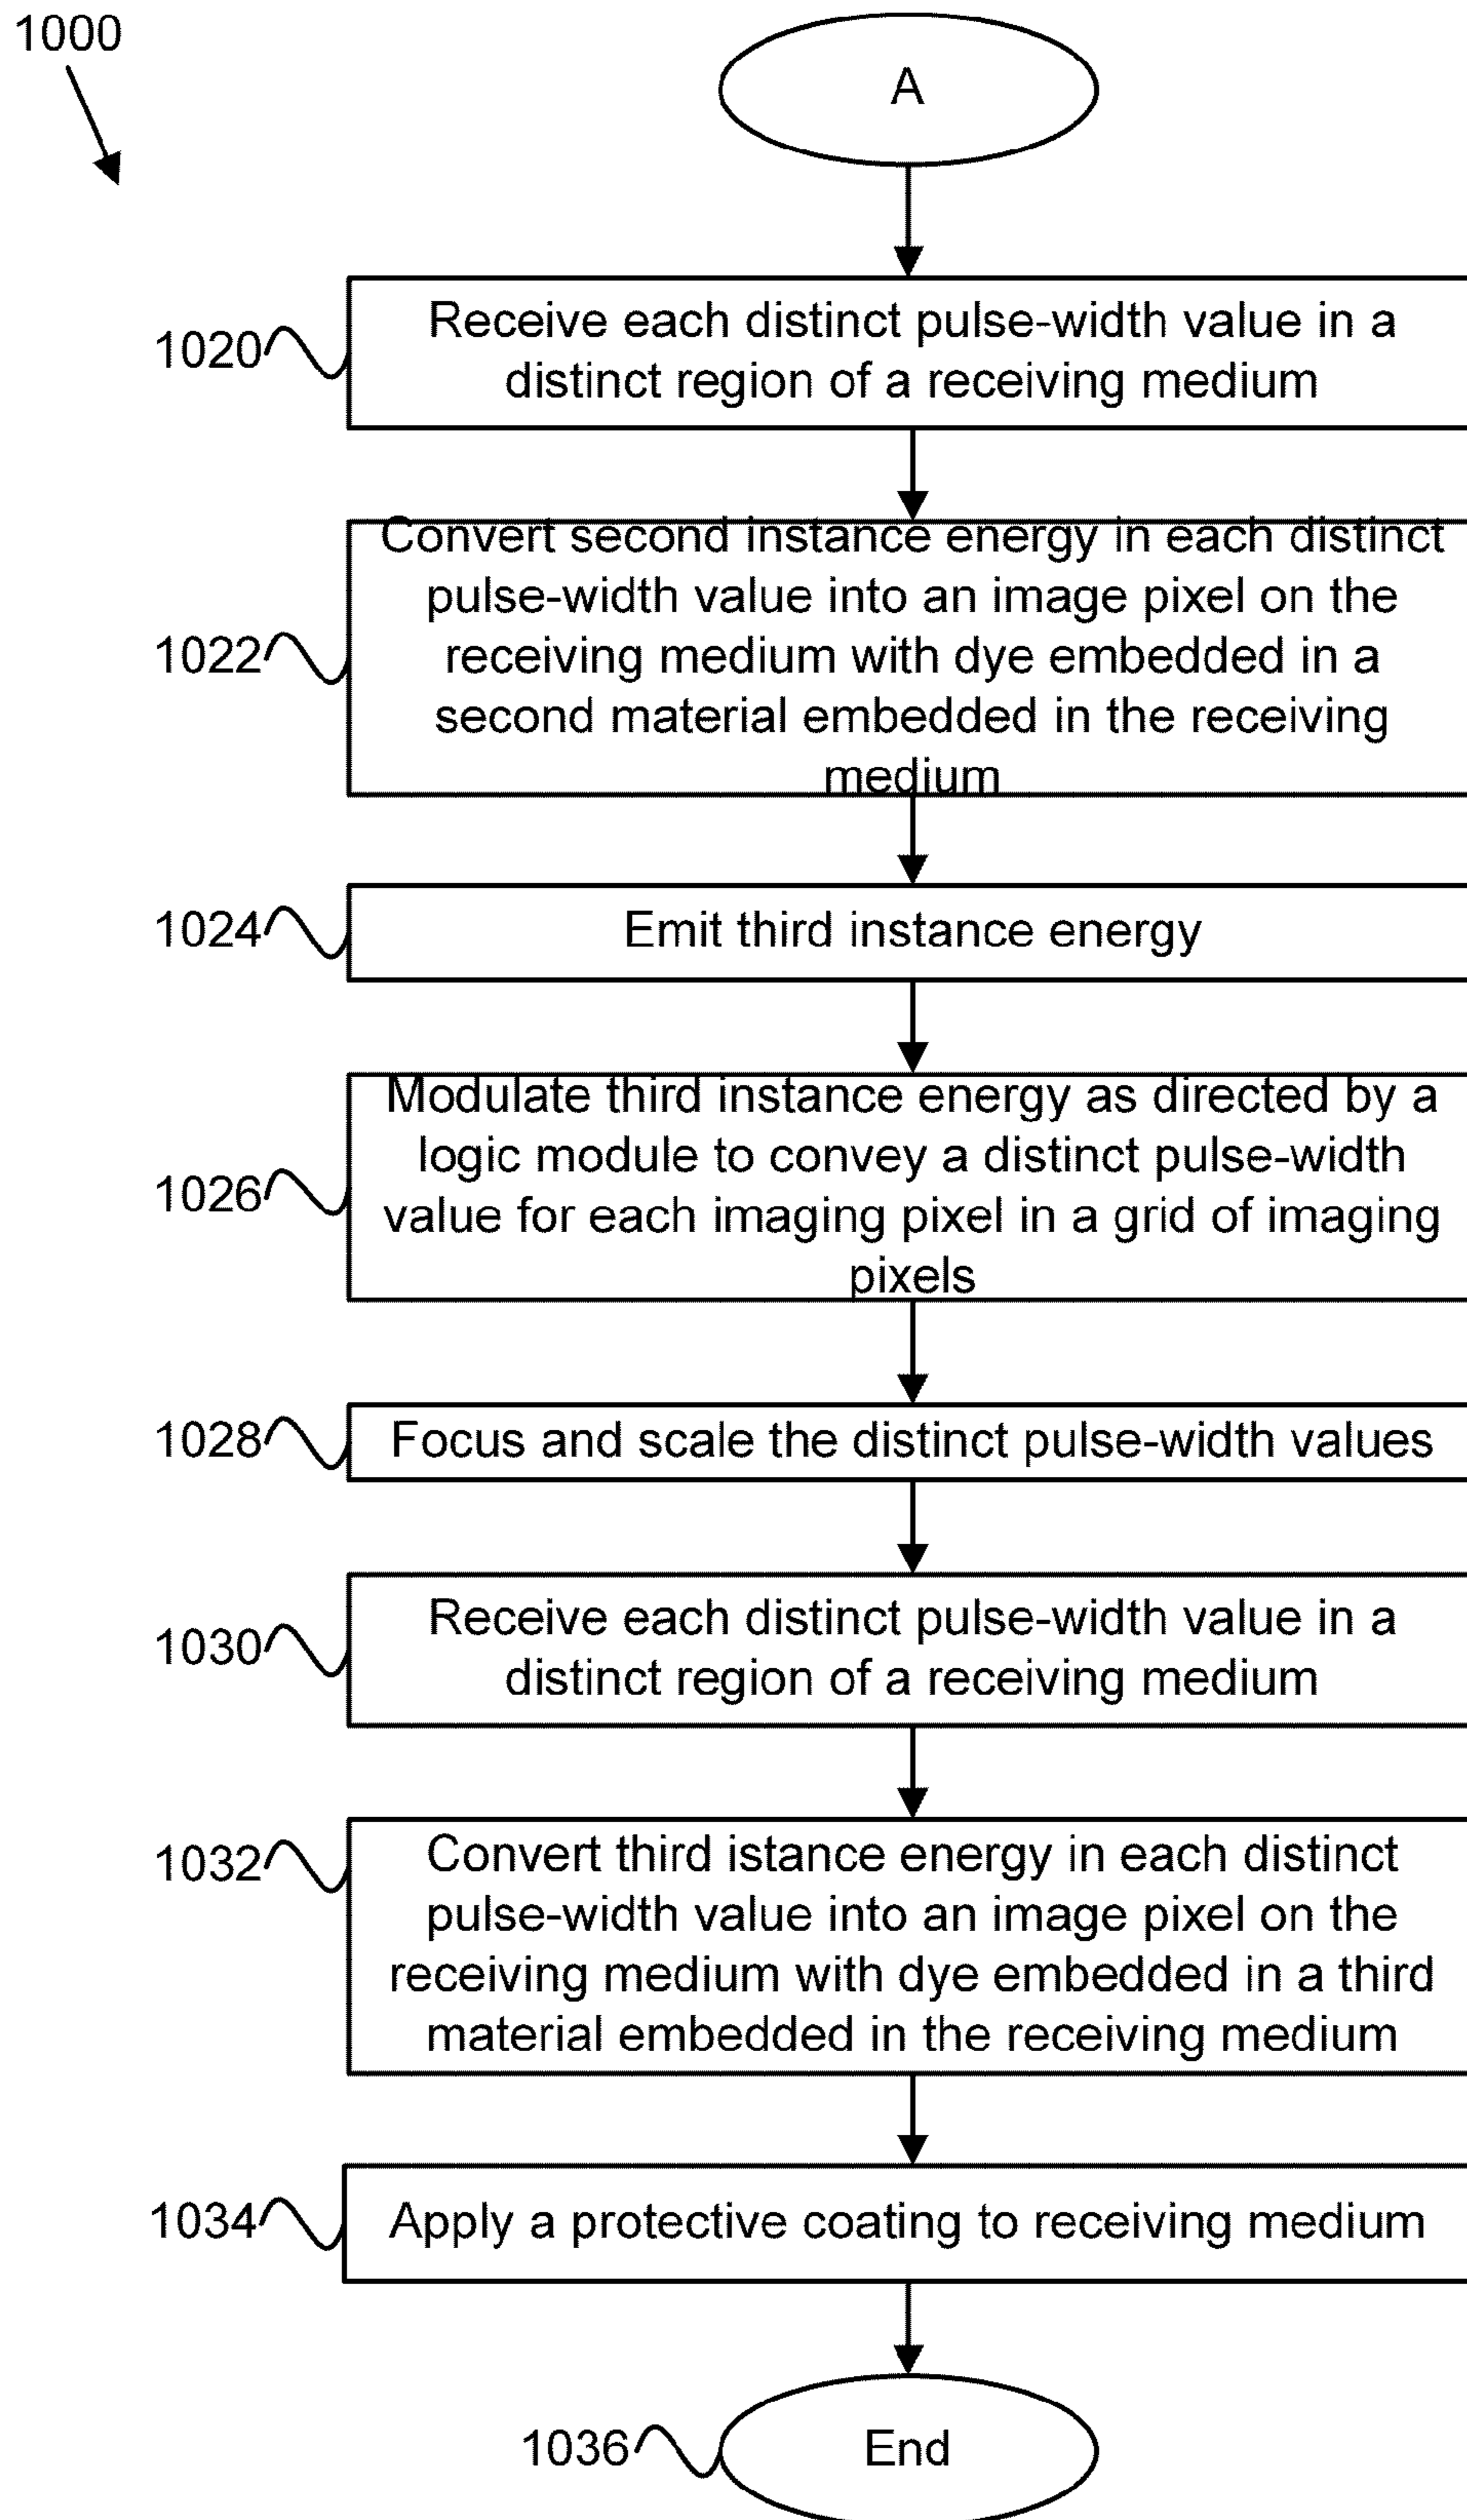 1000
A
1020
Receive each distinct pulse-width value in a
distinct region of a receiving medium
1022
Convert second instance energy in each distinct
pulse-width value into an image pixel on the
receiving medium with dye embedded in a
second material embedded in the receiving
medium
1024
Emit third instance energy
1026
Modulate third instance energy as directed by a
logic module to convey a distinct pulse-width
value for each imaging pixel in a grid of imaging
pixels
1028
Focus and scale the distinct pulse-width values
1030
Receive each distinct pulse-width value in a
distinct region of a receiving medium
1032
Convert third istance energy in each distinct
pulse-width value into an image pixel on the
receiving medium with dye embedded in a third
material embedded in the receiving medium
1034
Apply a protective coating to receiving medium
1036
End